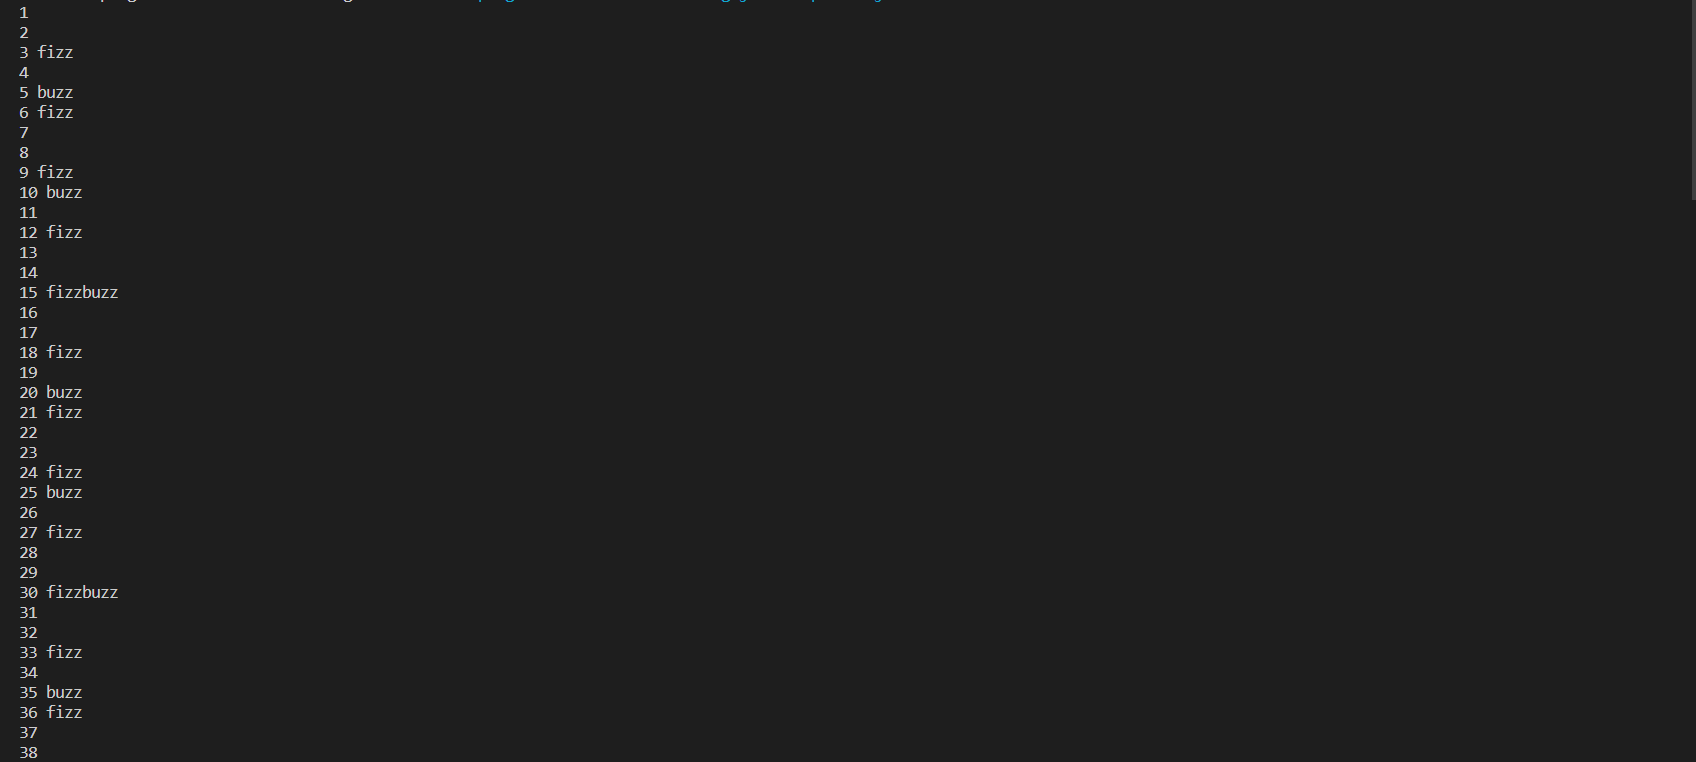 1
2
3 fizz
4
5 buzz
6 fizz
7
8
9 fizz
10 buzz
11
12 fizz
13
14
15 fizzbuzz
16
17
18 fizz
19
20 buzz
21 fizz
22
23
24 fizz
25 buzz
26
27 fizz
28
29
30 fizzbuzz
31
32
33 fizz
34
35 buzz
36 fizz
37
38